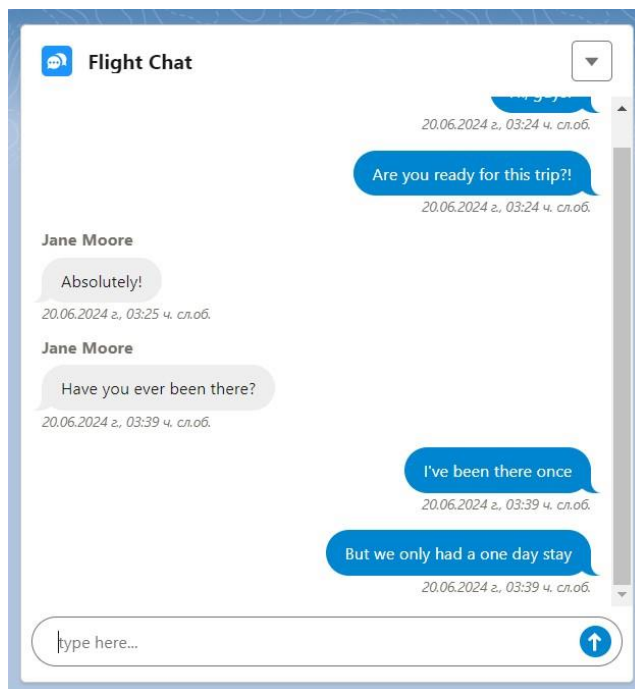 Flight Chat
20.06.2024 г., 03:24 ч. сл.об.
Are you ready for this trip?!
20.06.2024 г., 03:24 ч. сл.об.
Jane Moore
Absolutely!
20.06.2024 г., 03:25 ч. сл.об.
Jane Moore
Have you ever been there?
20.06.2024 г., 03:39 ч. сл.об.
I've been there once
20.06.2024 г., 03:39 ч. сл.об.
But we only had a one day stay
20.06.2024 г., 03:39 ч. сл.об.
type here...